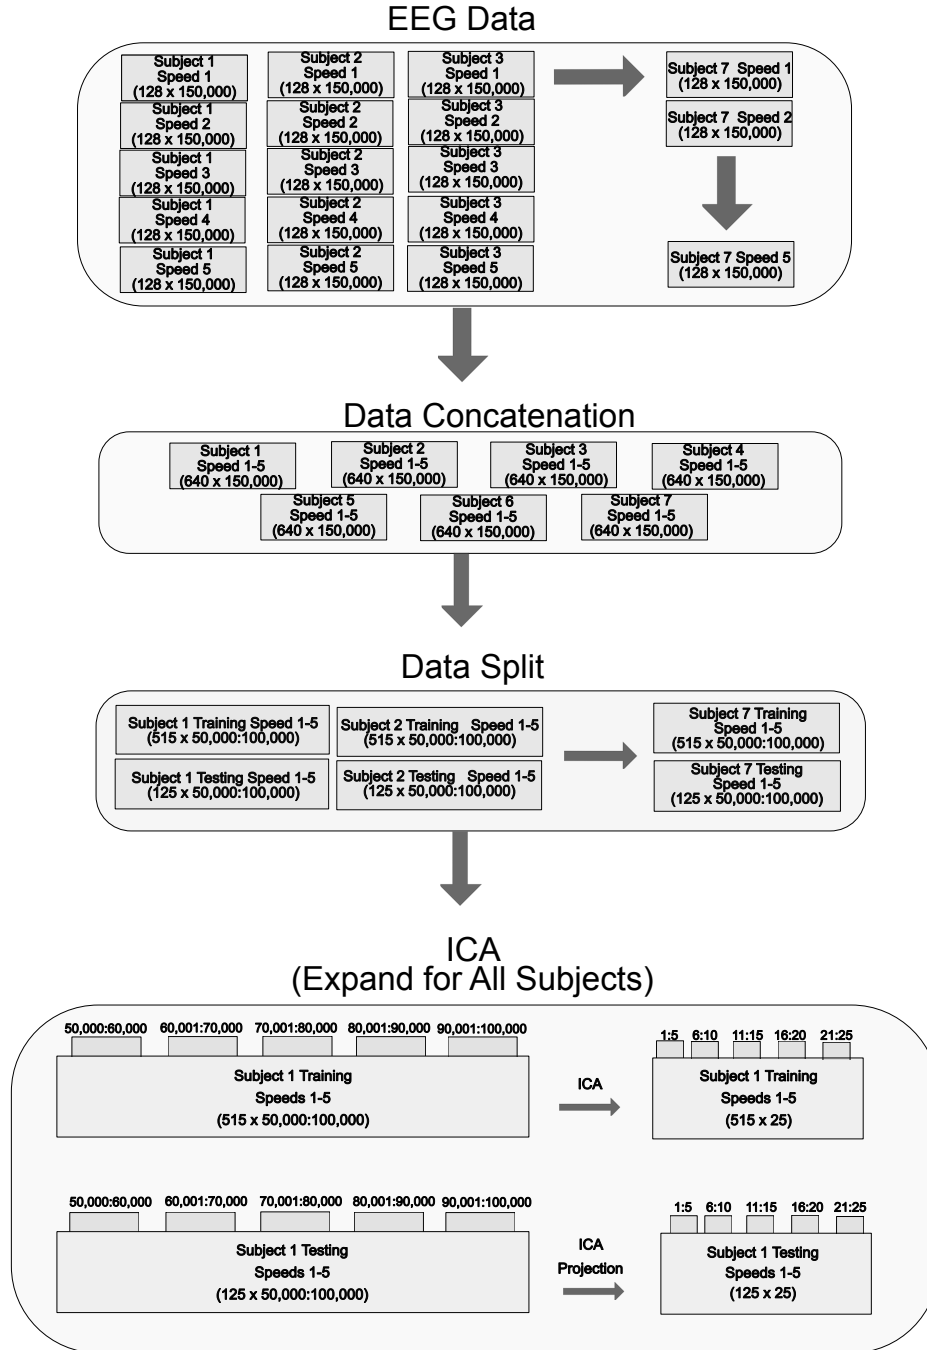 EEG Data
Subject 1
Speed 1
(128 x 150,000)
Subject 2
Speed 1
(128 x 150,000)
Subject 3
Speed 1
(128 x 150,000)
Subject 7 Speed 1
(128 x 150,000)
Subject 1
Speed 2
(128 x 150,000)
Subject 2
Speed 2
(128 x 150,000)
Subject 3
Speed 2
(128 x 150,000)
Subject 7 Speed 2
(128 x 150,000)
Subject 1
Speed 3
(128 x 150,000)
Subject 2
Speed 3
(128 x 150,000)
Subject 3
Speed 3
(128 x 150,000)
Subject 1
Speed 4
(128 x 150,000)
Subject 2
Speed 4
(128 x 150,000)
Subject 3
Speed 4
(128 x 150,000)
Subject 1
Speed 5
(128 x 150,000)
Subject 2
Speed 5
(128 x 150,000)
Subject 3
Speed 5
(128 x 150,000)
Subject 7 Speed 5
(128 x 150,000)
Data Concatenation
Subject 1
Speed 1-5
(640 x 150,000)
Subject 2
Speed 1-5
(640 x 150,000)
Subject 3
Speed 1-5
(640 x 150,000)
Subject 4
Speed 1-5
(640 x 150,000)
Subject 5
Speed 1-5
(640 x 150,000)
Subject 6
Speed 1-5
(640 x 150,000)
Subject 7
Speed 1-5
(640 x 150,000)
Data Split
Subject 1 Training Speed 1-5
(515 x 50,000:100,000)
Subject 2 Training Speed 1-5
(515 x 50,000:100,000)
Subject 7 Training
Speed 1-5
(515 x 50,000:100,000)
Subject 1 Testing Speed 1-5
(125 x 50,000:100,000)
Subject 2 Testing Speed 1-5
(125 x 50,000:100,000)
Subject 7 Testing
Speed 1-5
(125 x 50,000:100,000)
ICA
(Expand for All Subjects)
50,000:60,000 60,001:70,000 70,001:80,000 80,001:90,000 90,001:100,000
Subject 1 Training
Speeds 1-5
(515 x 50,000:100,000)
ICA
1:5 6:10 11:15 16:20 21:25
Subject 1 Training
Speeds 1-5
(515 x 25)
50,000:60,000 60,001:70,000 70,001:80,000 80,001:90,000 90,001:100,000
Subject 1 Testing
Speeds 1-5
(125 x 50,000:100,000)
ICA
Projection
1:5 6:10 11:15 16:20 21:25
Subject 1 Testing
Speeds 1-5
(125 x 25)